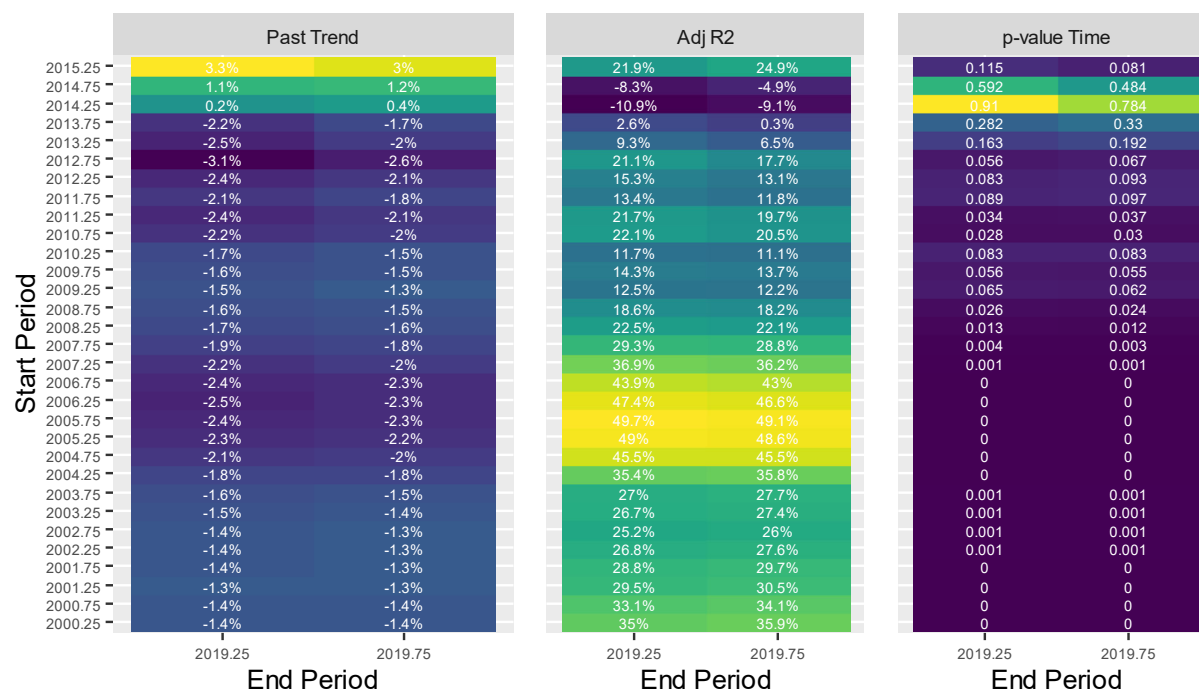 Past Trend Adj R2 p-value Time
2015.25 3.3% 3% 21.9% 24.9% 0.115 0.081
2014.75 1.1% 1.2% -8.3% -4.9% 0.592 0.484
2014.25 0.2% 0.4% -10.9% -9.1% 0.91 0.784
2013.75 -2.2% -1.7% 2.6% 0.3% 0.282 0.33
2013.25 -2.5% -2% 9.3% 6.5% 0.163 0.192
2012.75 -3.1% -2.6% 21.1% 17.7% 0.056 0.067
2012.25 -2.4% -2.1% 15.3% 13.1% 0.083 0.093
2011.75 -2.1% -1.8% 13.4% 11.8% 0.089 0.097
2011.25 -2.4% -2.1% 21.7% 19.7% 0.034 0.037
2010.75 -2.2% -2% 22.1% 20.5% 0.028 0.03
2010.25 -1.7% -1.5% 11.7% 11.1% 0.083 0.083
2009.75 -1.6% -1.5% 14.3% 13.7% 0.056 0.055
2009.25 -1.5% -1.3% 12.5% 12.2% 0.065 0.062
2008.75 -1.6% -1.5% 18.6% 18.2% 0.026 0.024
2008.25 -1.7% -1.6% 22.5% 22.1% 0.013 0.012
2007.75 -1.9% -1.8% 29.3% 28.8% 0.004 0.003
2007.25 -2.2% -2% 36.9% 36.2% 0.001 0.001
2006.75 -2.4% -2.3% 43.9% 43% 0 0
2006.25 -2.5% -2.3% 47.4% 46.6% 0 0
2005.75 -2.4% -2.3% 49.7% 49.1% 0 0
2005.25 -2.3% -2.2% 49% 48.6% 0 0
2004.75 -2.1% -2% 45.5% 45.5% 0 0
2004.25 -1.8% -1.8% 35.4% 35.8% 0 0
2003.75 -1.6% -1.5% 27% 27.7% 0.001 0.001
2003.25 -1.5% -1.4% 26.7% 27.4% 0.001 0.001
2002.75 -1.4% -1.3% 25.2% 26% 0.001 0.001
2002.25 -1.4% -1.3% 26.8% 27.6% 0.001 0.001
2001.75 -1.4% -1.3% 28.8% 29.7% 0 0
2001.25 -1.3% -1.3% 29.5% 30.5% 0 0
2000.75 -1.4% -1.4% 33.1% 34.1% 0 0
2000.25 -1.4% -1.4% 35% 35.9% 0 0
Start Period
2019.25 2019.75 2019.25 2019.75 2019.25 2019.75
End Period End Period End Period